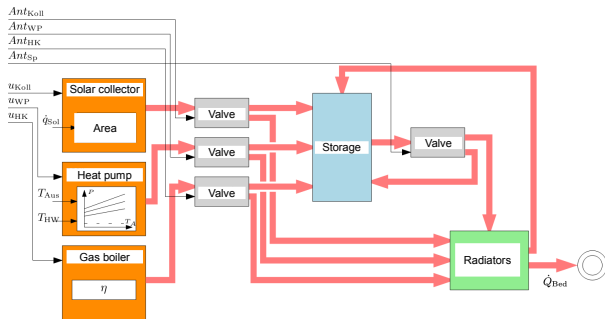 Ant_Koll
Ant_WP
Ant_HK
Ant_Sp
u_Koll
u_WP
u_HK
Solar collector
q̇_Sol
Area
Valve
Valve
Valve
Storage
Valve
Heat pump
T_Aus
T_HW
P
T_A
Gas boiler
η
Radiators
Q̇_Bed